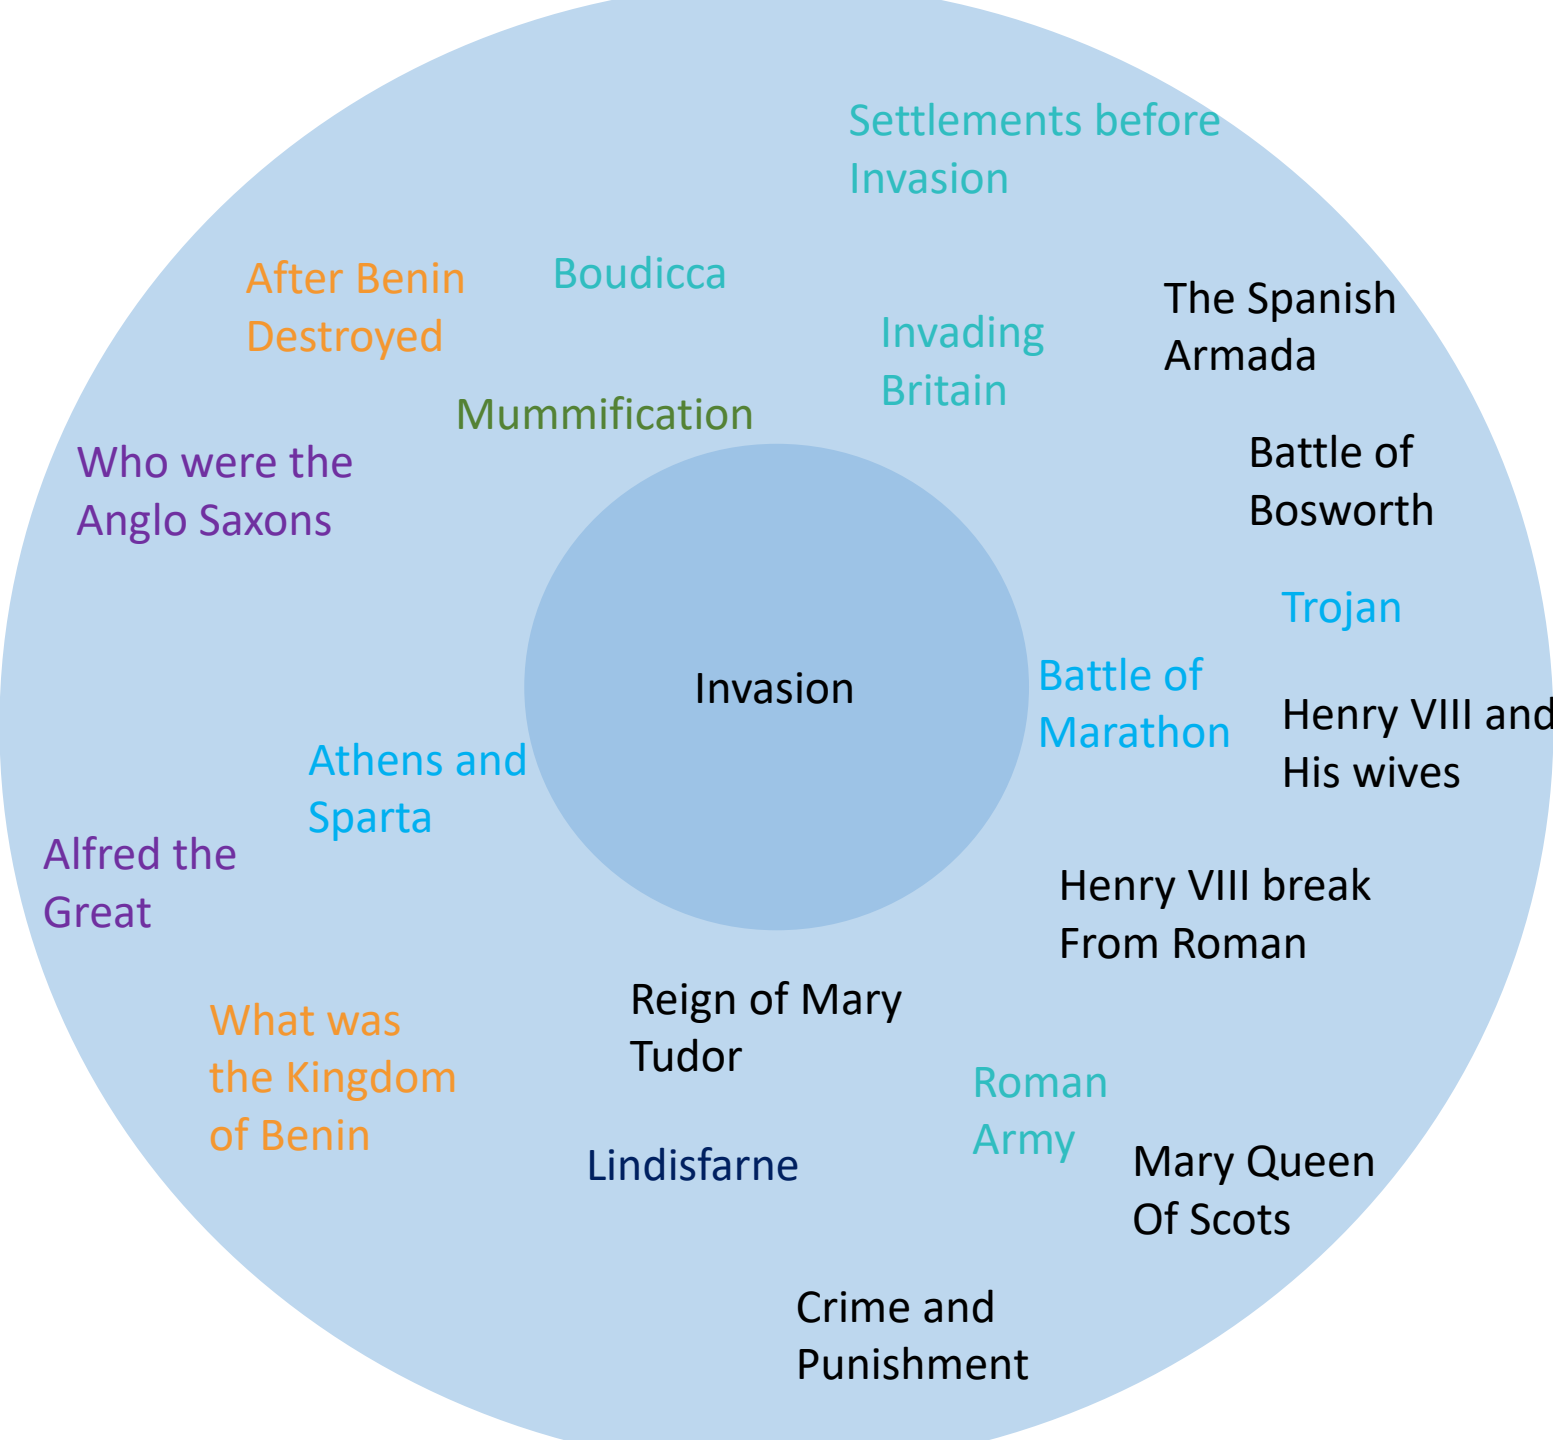 Settlements before
Invasion
After Benin
Destroyed
Boudicca
Invading
Britain
The Spanish
Armada
Mummification
Who were the
Anglo Saxons
Battle of
Bosworth
Trojan
Invasion
Battle of
Marathon
Henry VIII and
His wives
Athens and
Sparta
Alfred the
Great
Henry VIII break
From Roman
Reign of Mary
Tudor
What was
the Kingdom
of Benin
Roman
Army
Lindisfarne
Mary Queen
Of Scots
Crime and
Punishment